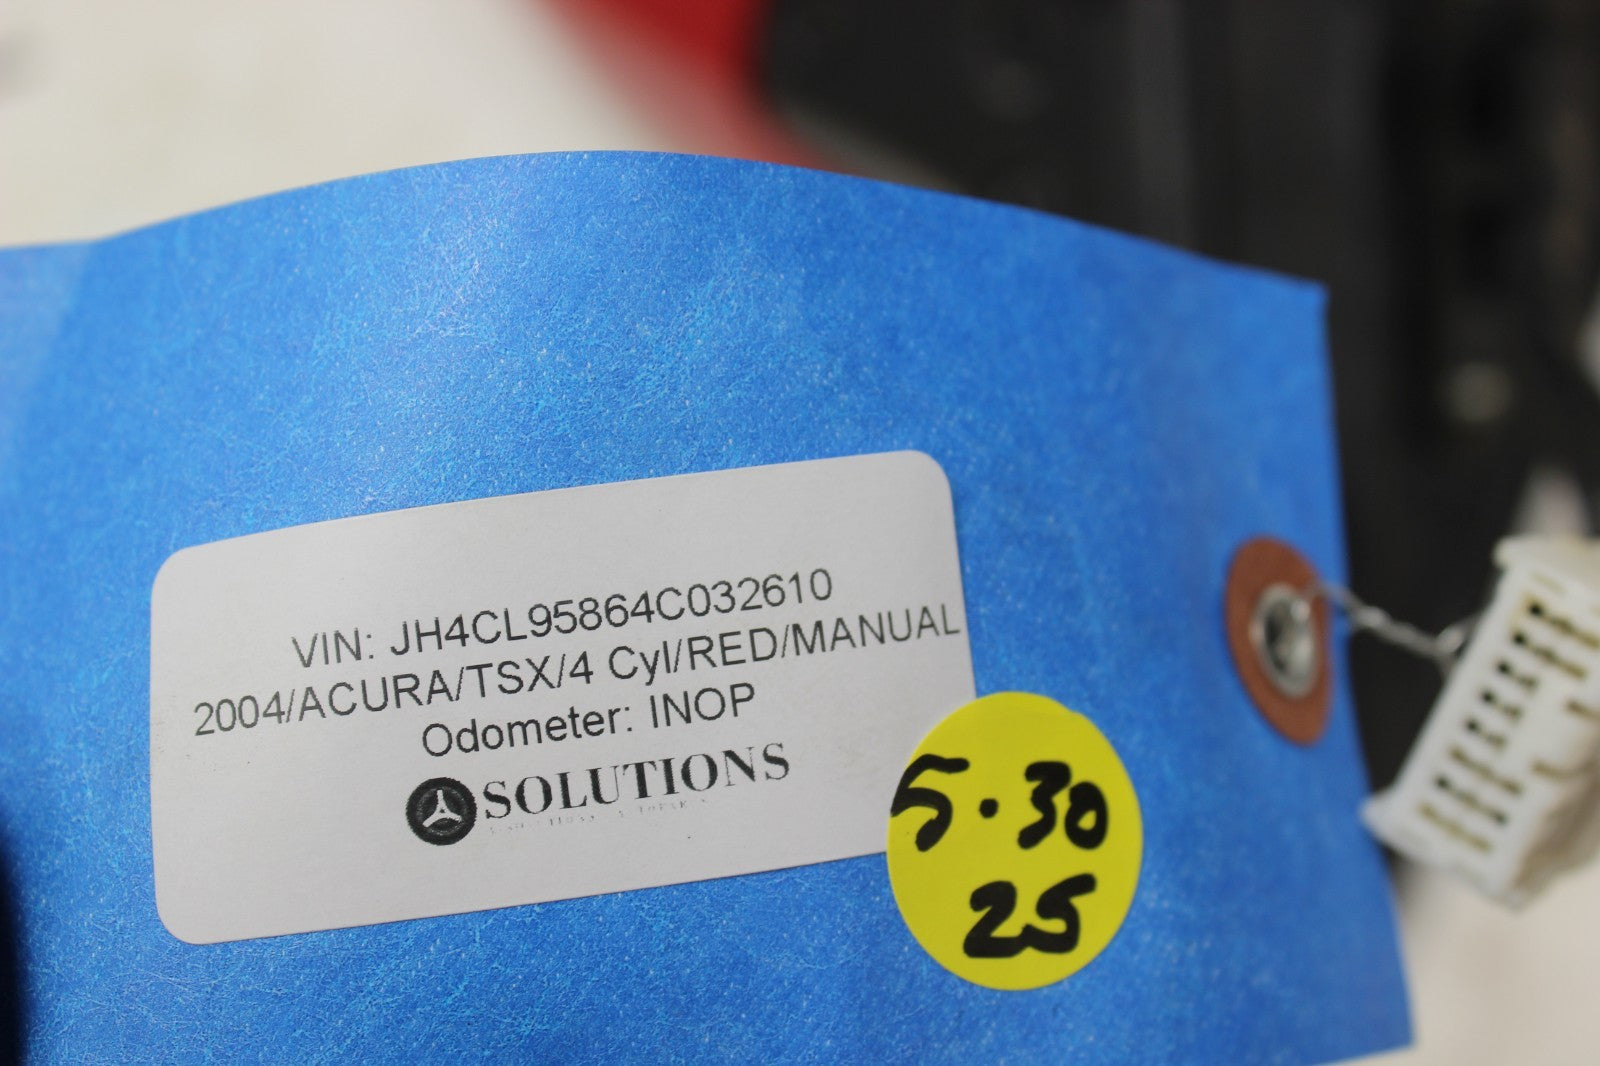 VIN: JH4CL95864C032610
2004/ACURA/TSX/4 Cyl/RED/MANUAL
Odometer: INOP
SOLUTIONS
5.30
25